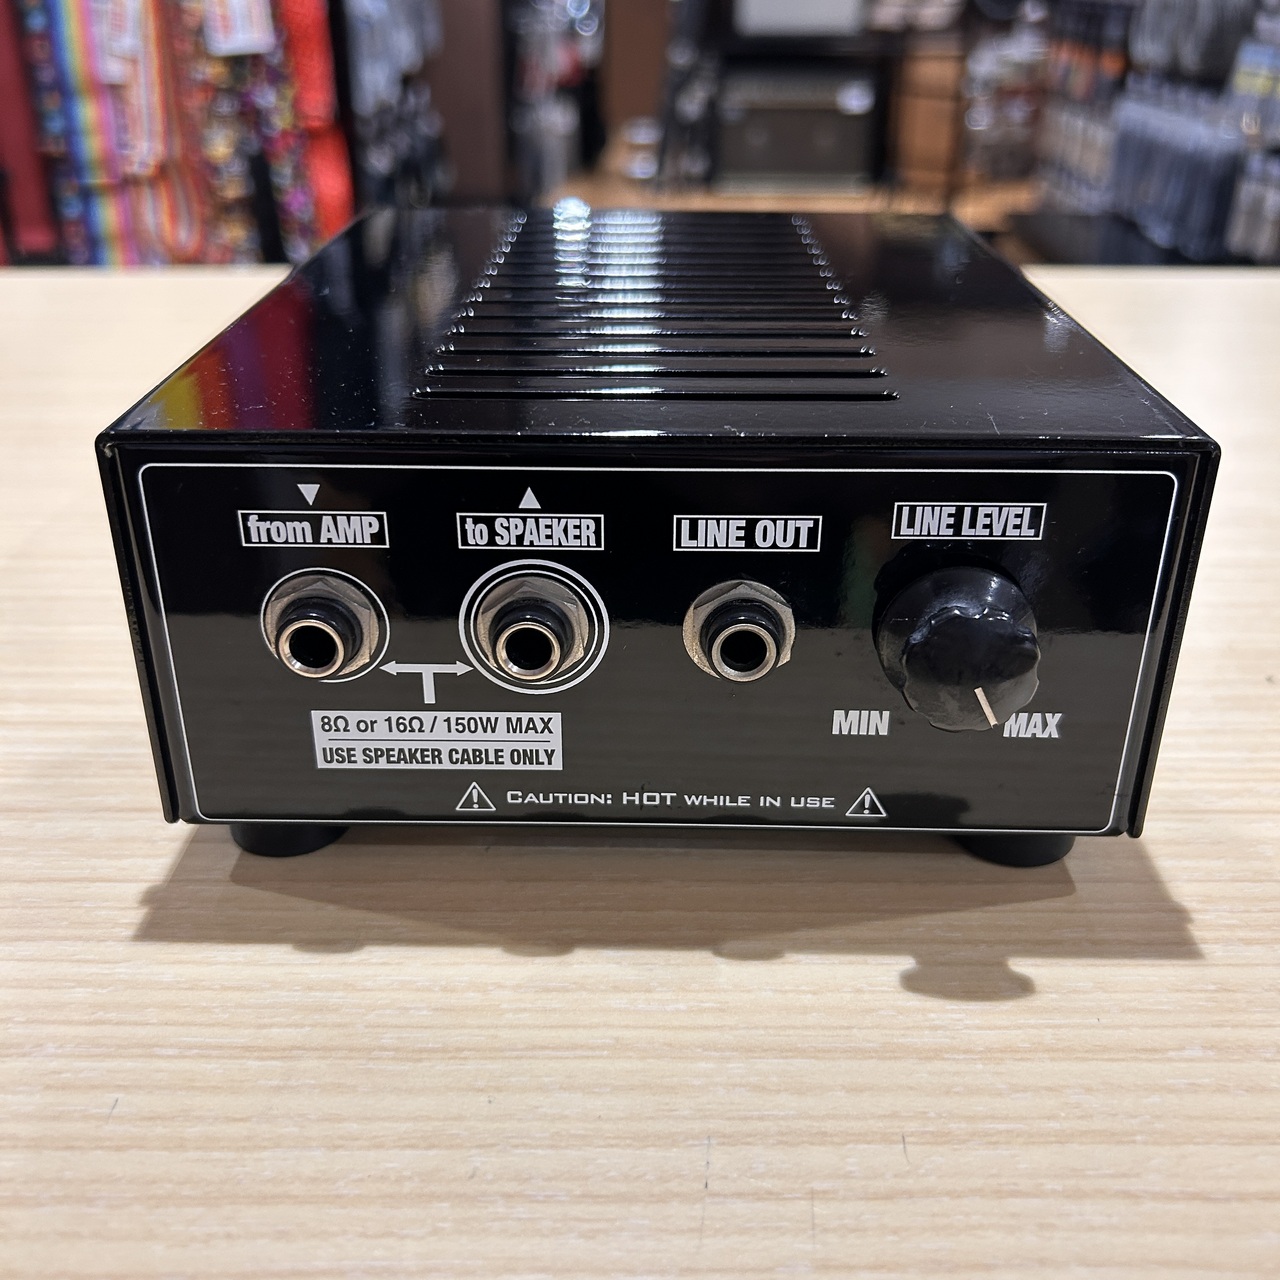 from AMP
to SPAEKER
LINE OUT
LINE LEVEL
MIN
MAX
8Ω or 16Ω / 150W MAX
USE SPEAKER CABLE ONLY
CAUTION: HOT WHILE IN USE